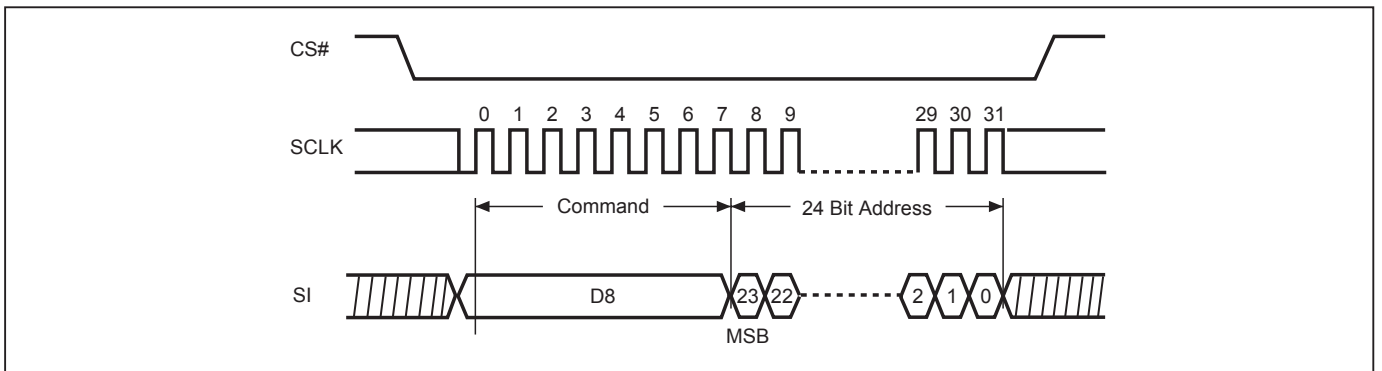 CS#
0 1 2 3 4 5 6 7 8 9 29 30 31
SCLK
Command 24 Bit Address
SI D8 23 22 2 1 0
MSB